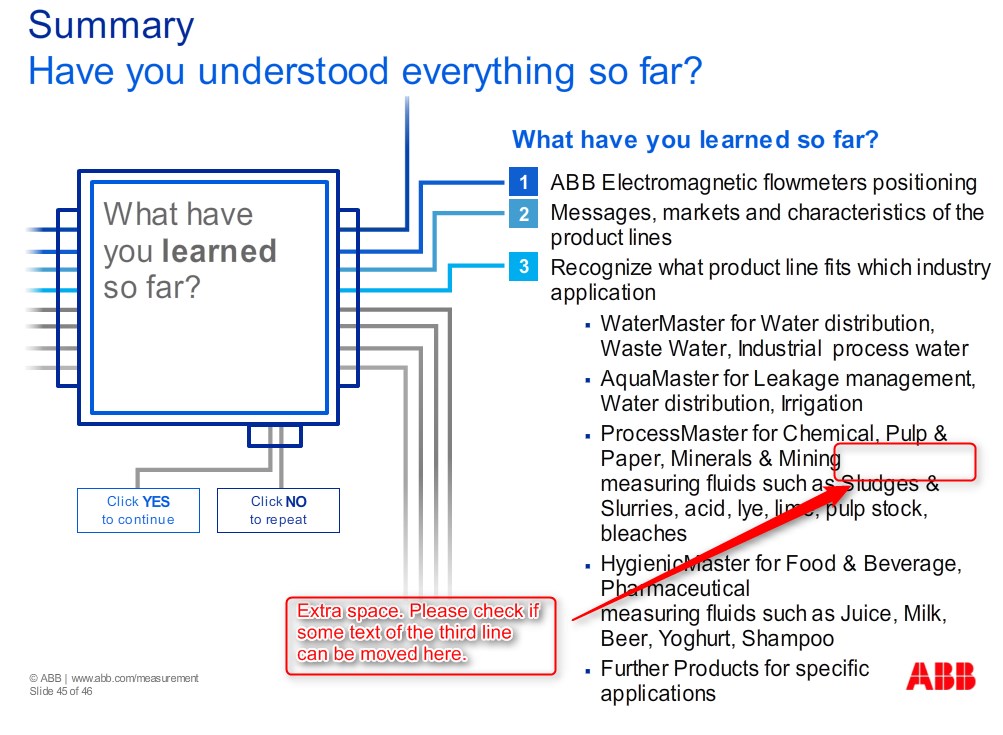 Summary
Have you understood everything so far?
What have you learned so far?
What have
you learned
so far?
1 ABB Electromagnetic flowmeters positioning
2 Messages, markets and characteristics of the
product lines
3 Recognize what product line fits which industry
application
▪ WaterMaster for Water distribution,
Waste Water, Industrial process water
▪ AquaMaster for Leakage management,
Water distribution, Irrigation
▪ ProcessMaster for Chemical, Pulp &
Paper, Minerals & Mining
measuring fluids such as Sludges &
Slurries, acid, lye, lime, pulp stock,
bleaches
▪ HygienicMaster for Food & Beverage,
Pharmaceutical
measuring fluids such as Juice, Milk,
Beer, Yoghurt, Shampoo
▪ Further Products for specific
applications
Click YES
to continue
Click NO
to repeat
Extra space. Please check if
some text of the third line
can be moved here.
© ABB | www.abb.com/measurement
Slide 45 of 46
ABB